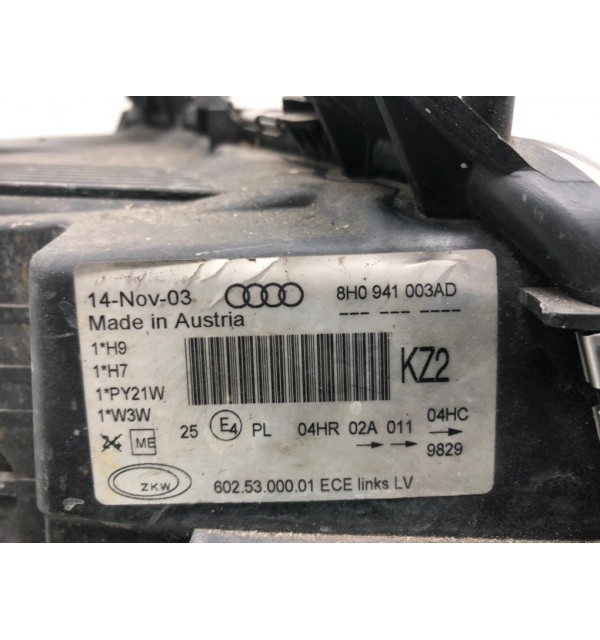 14-Nov-03 8H0 941 003AD
Made in Austria --- --- ---- ----
1*H9
1*H7 KZ2
1*PY21W
1*W3W 25 E4 PL 04HR 02A 011 04HC
ME → → 9829
ZKW 602.53.000.01 ECE links LV